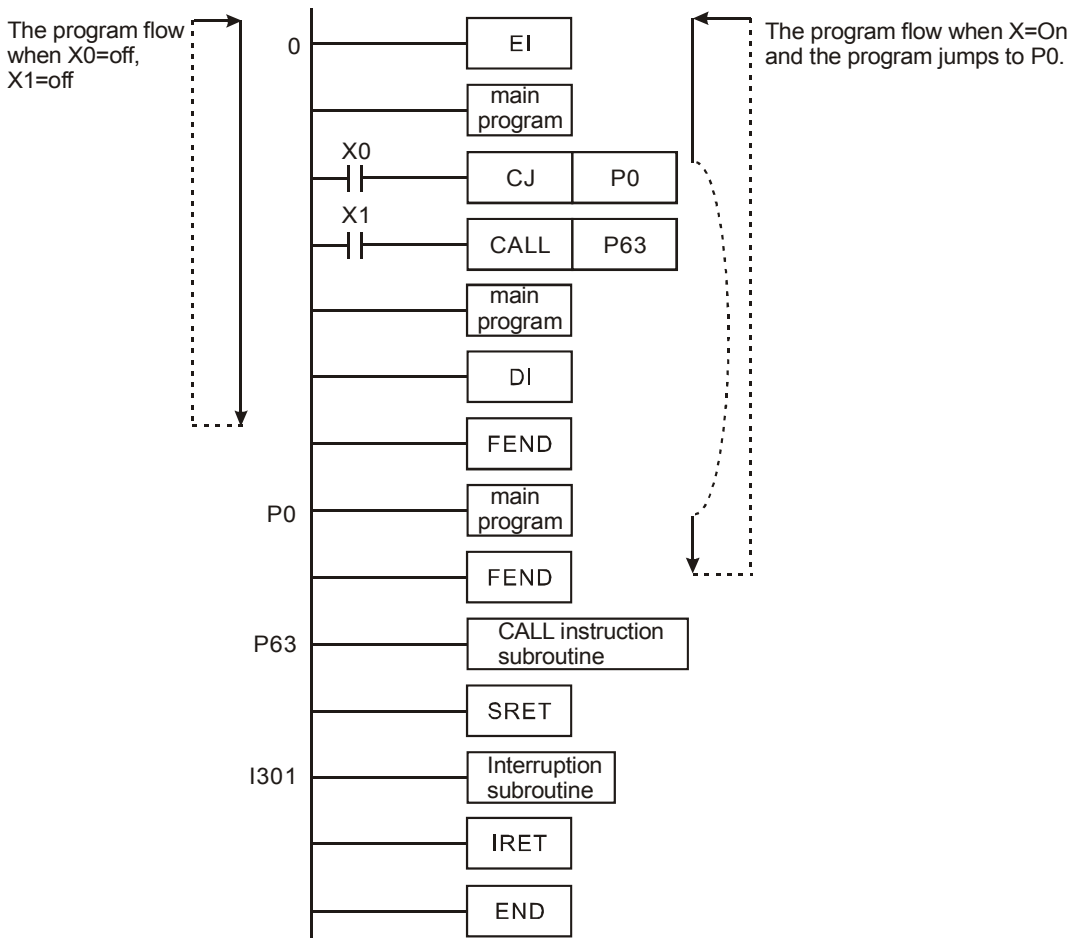 The program flow
when X0=off,
X1=off
The program flow when X=On
and the program jumps to P0.
0
EI
main
program
X0
CJ P0
X1
CALL P63
main
program
DI
FEND
P0
main
program
FEND
P63
CALL instruction
subroutine
SRET
I301
Interruption
subroutine
IRET
END